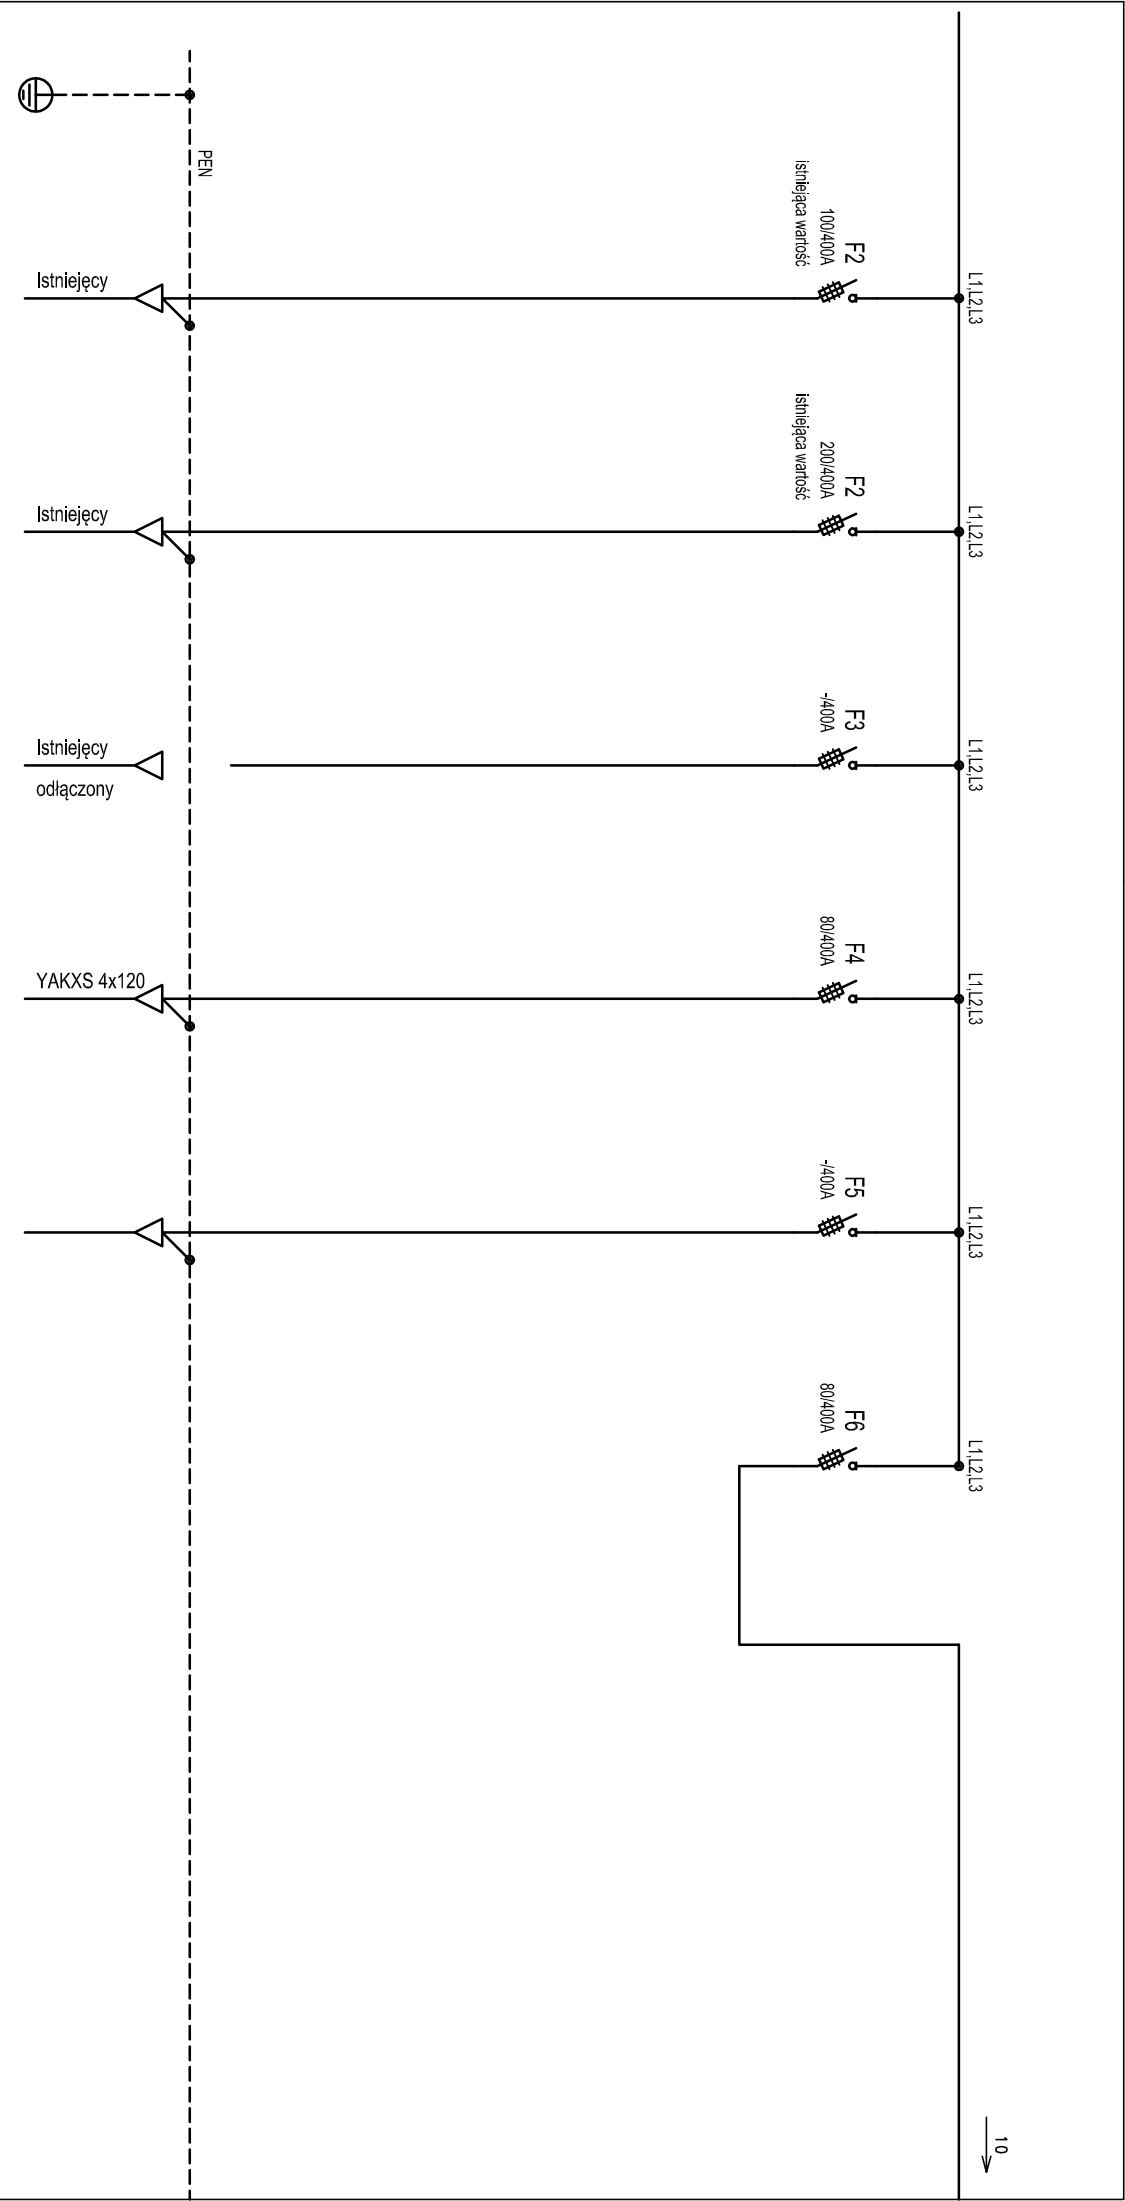 PEN
L1,L2,L3
F2
100/400A
istniejąca wartość
Istniejęcy
L1,L2,L3
F2
200/400A
istniejąca wartość
Istniejęcy
L1,L2,L3
F3
-/400A
Istniejęcy
odłączony
L1,L2,L3
F4
80/400A
YAKXS 4x120
L1,L2,L3
F5
-/400A
L1,L2,L3
F6
80/400A
10